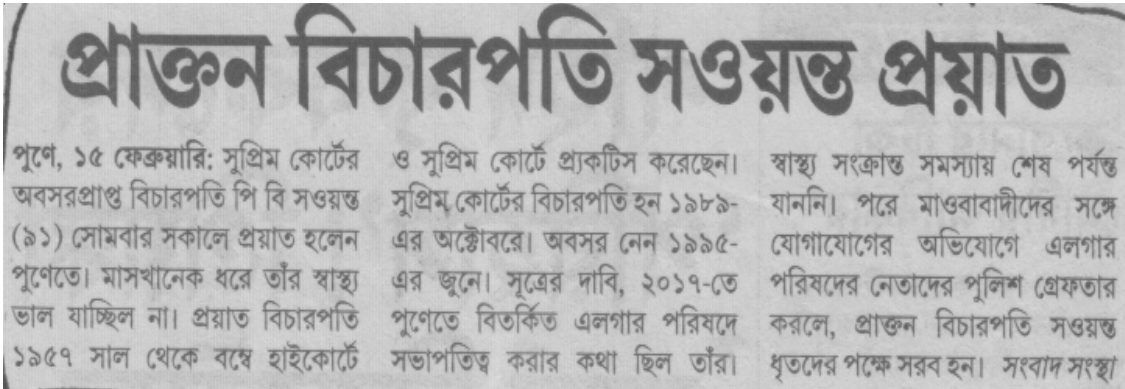 প্রাক্তন বিচারপতি সওয়ন্ত প্রয়াত
পুণে, ১৫ ফেব্রুয়ারি: সুপ্রিম কোর্টের
অবসরপ্রাপ্ত বিচারপতি পি বি সওয়ন্ত
(৯১) সোমবার সকালে প্রয়াত হলেন
পুণেতে। মাসখানেক ধরে তাঁর স্বাস্থ্য
ভাল যাচ্ছিল না। প্রয়াত বিচারপতি
১৯৫৭ সাল থেকে বম্বে হাইকোর্টে
ও সুপ্রিম কোর্টে প্র্যাকটিস করেছেন।
সুপ্রিম কোর্টের বিচারপতি হন ১৯৮৯-
এর অক্টোবরে। অবসর নেন ১৯৯৫-
এর জুনে। সূত্রের দাবি, ২০১৭-তে
পুণেতে বিতর্কিত এলগার পরিষদে
সভাপতিত্ব করার কথা ছিল তাঁর।
স্বাস্থ্য সংক্রান্ত সমস্যায় শেষ পর্যন্ত
যাননি। পরে মাওবাবাদীদের সঙ্গে
যোগাযোগের অভিযোগে এলগার
পরিষদের নেতাদের পুলিশ গ্রেফতার
করলে, প্রাক্তন বিচারপতি সওয়ন্ত
ধৃতদের পক্ষে সরব হন। সংবাদ সংস্থা